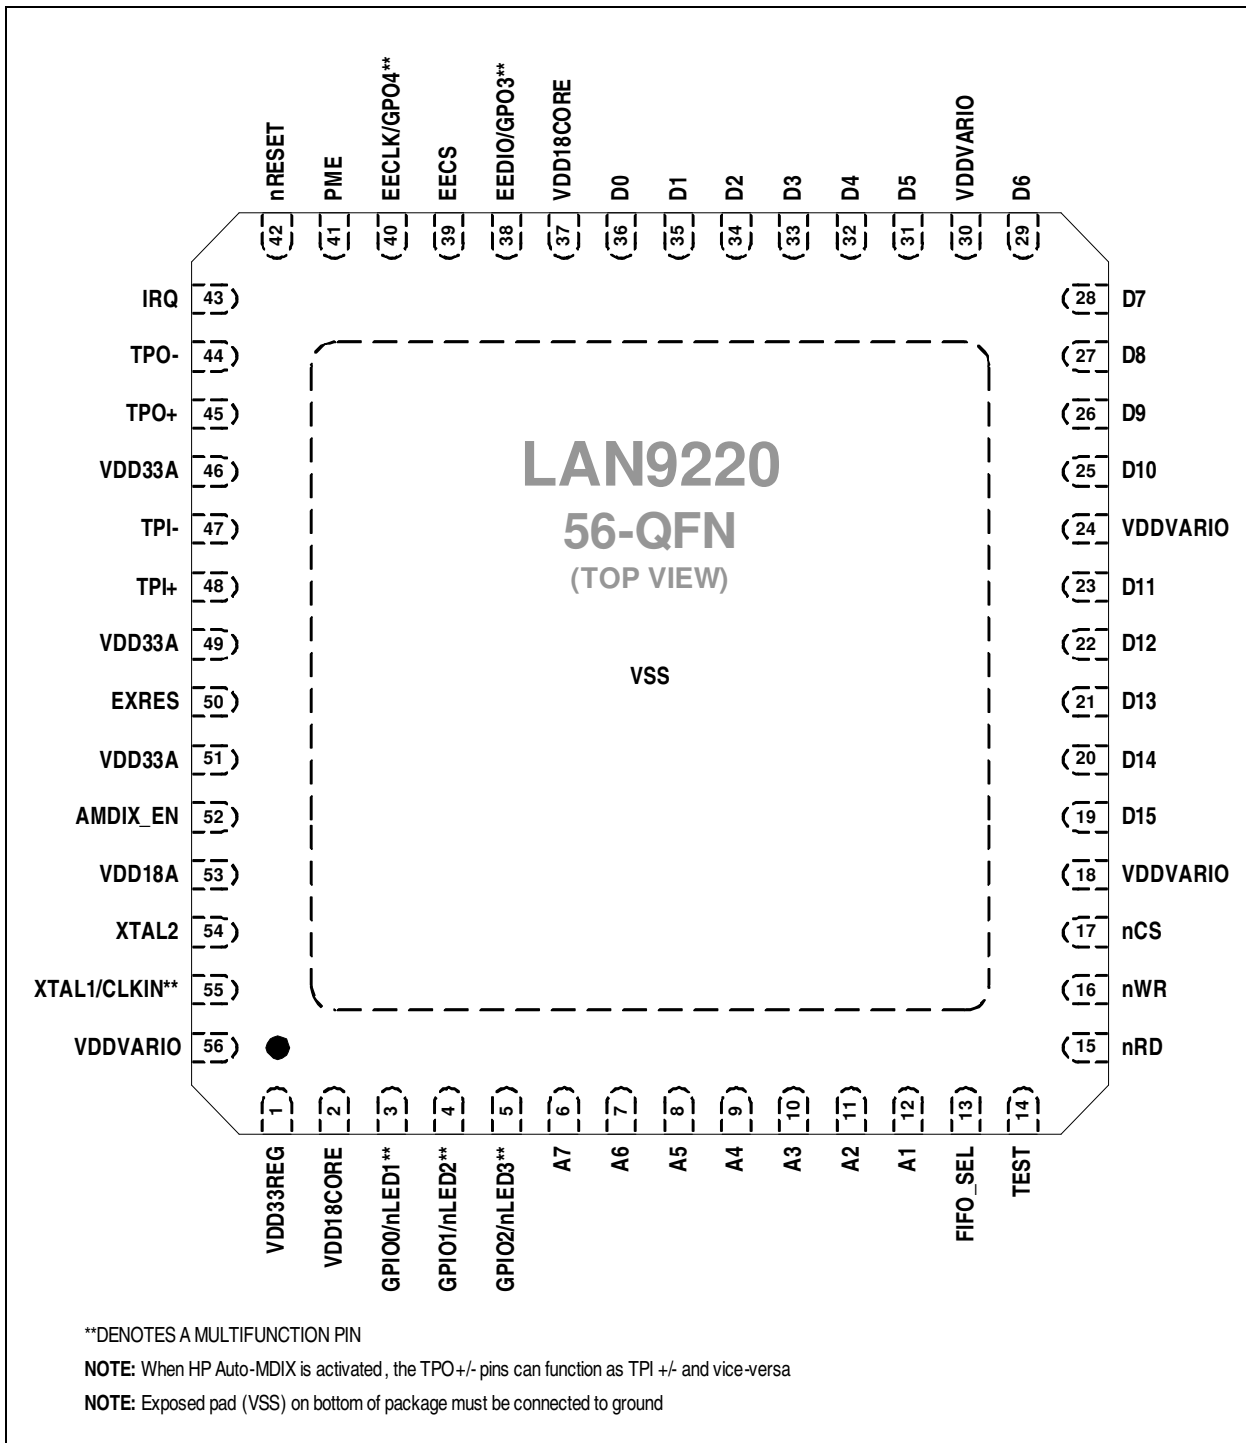 nRESET
PME
EECLK/GPO4**
EECS
EEDIO/GPO3**
VDD18CORE
D0
D1
D2
D3
D4
D5
VDDVARIO
D6
42 41 40 39 38 37 36 35 34 33 32 31 30 29
IRQ 43
TPO- 44
TPO+ 45
VDD33A 46
TPI- 47
TPI+ 48
VDD33A 49
EXRES 50
VDD33A 51
AMDIX_EN 52
VDD18A 53
XTAL2 54
XTAL1/CLKIN** 55
VDDVARIO 56
LAN9220
56-QFN
(TOP VIEW)
VSS
28 D7
27 D8
26 D9
25 D10
24 VDDVARIO
23 D11
22 D12
21 D13
20 D14
19 D15
18 VDDVARIO
17 nCS
16 nWR
15 nRD
1 2 3 4 5 6 7 8 9 10 11 12 13 14
VDD33REG
VDD18CORE
GPIO0/nLED1**
GPIO1/nLED2**
GPIO2/nLED3**
A7
A6
A5
A4
A3
A2
A1
FIFO_SEL
TEST
**DENOTES A MULTIFUNCTION PIN
NOTE: When HP Auto-MDIX is activated, the TPO+/- pins can function as TPI +/- and vice-versa
NOTE: Exposed pad (VSS) on bottom of package must be connected to ground